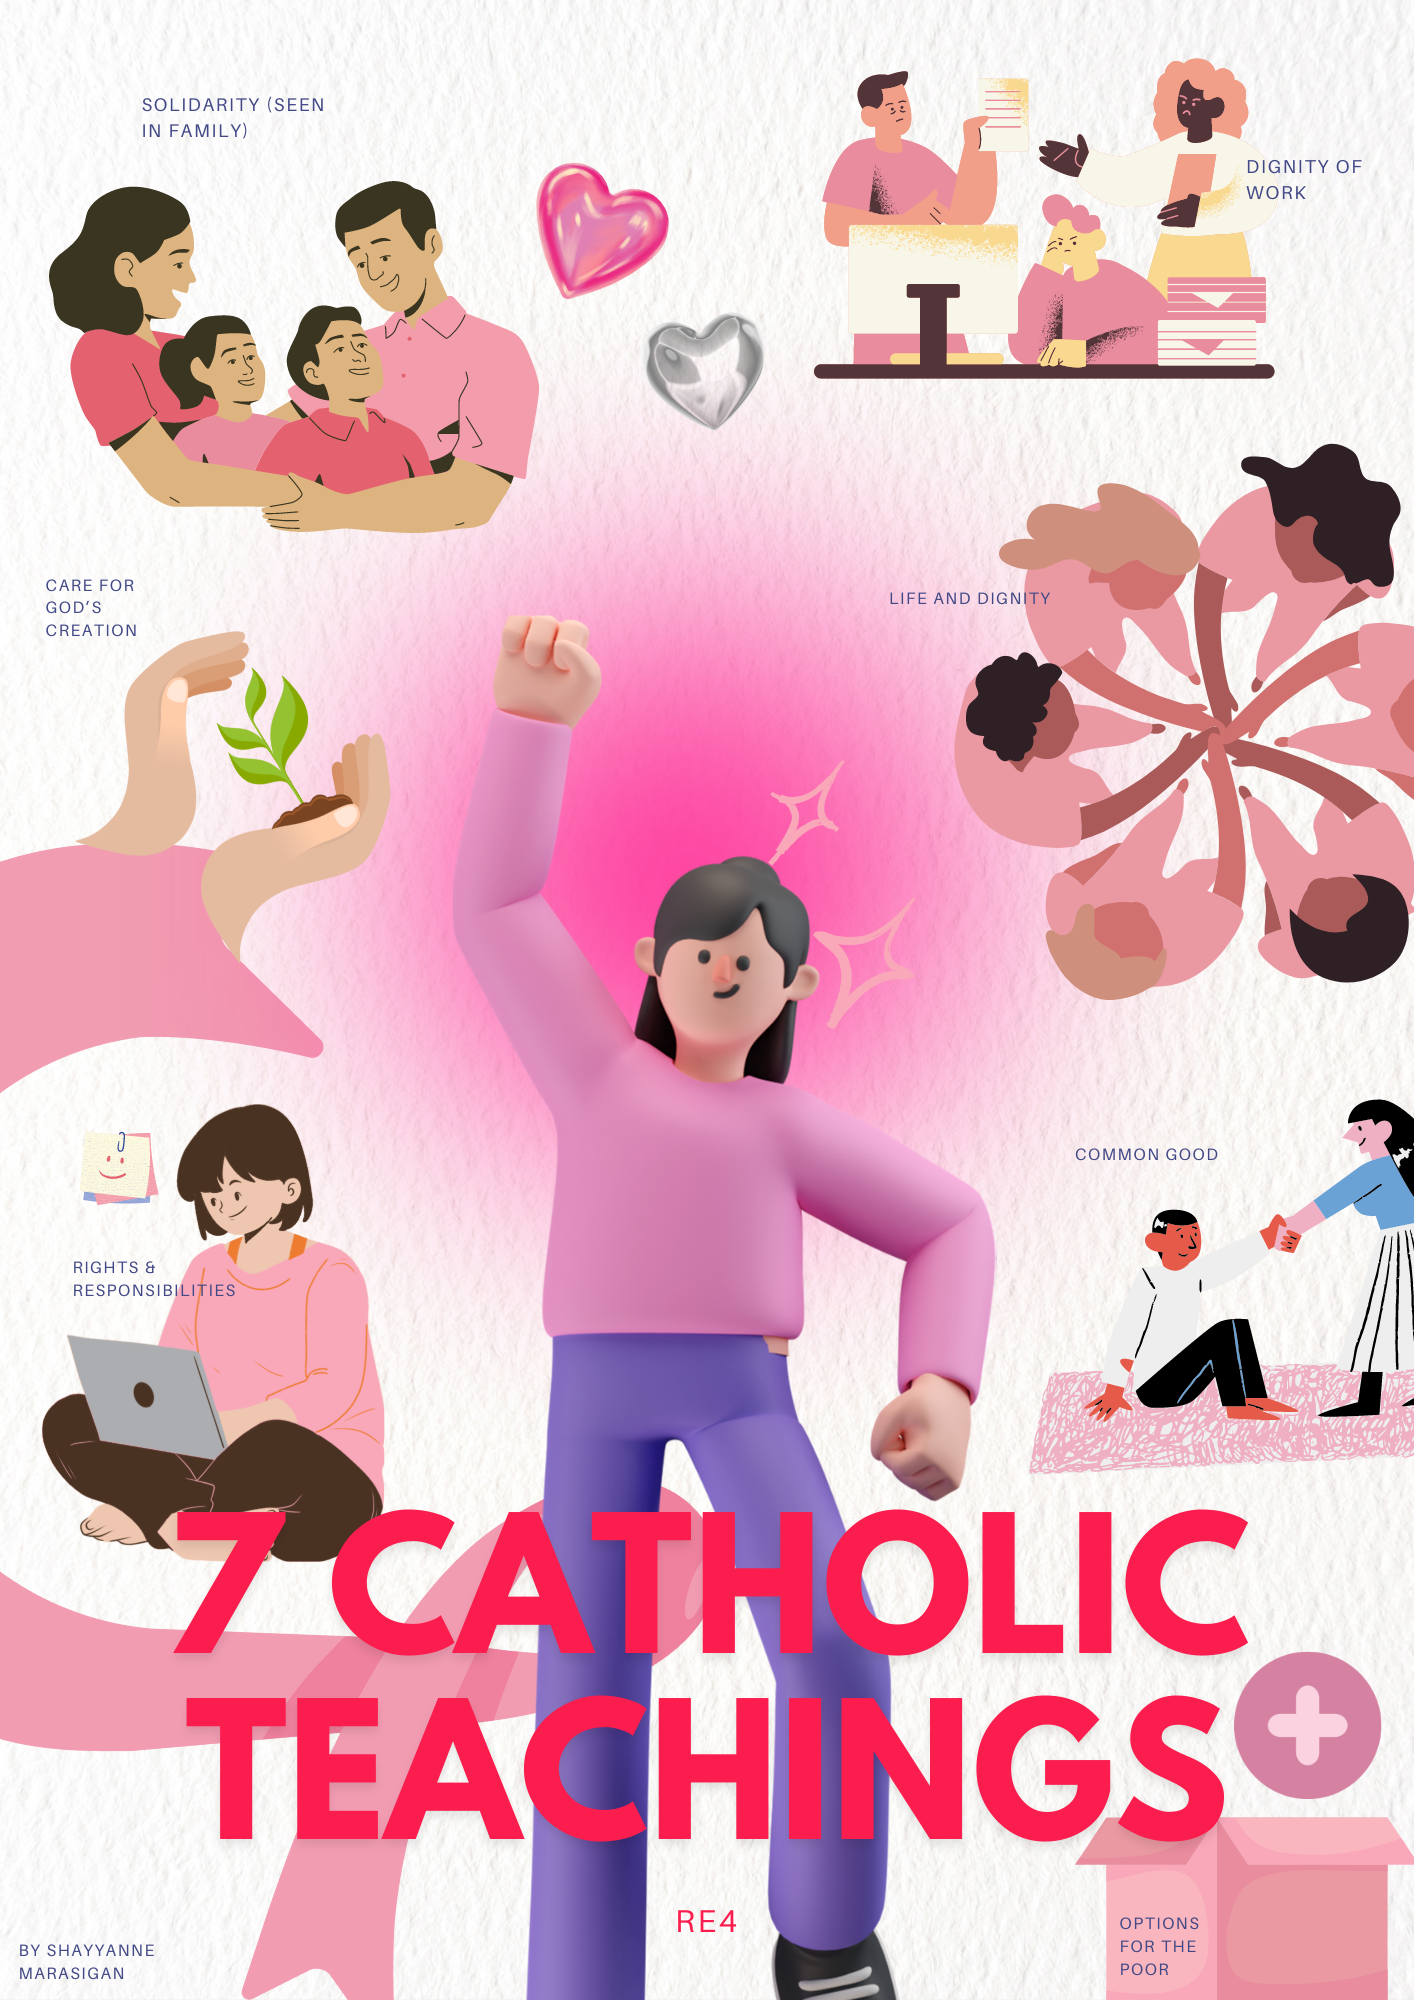 SOLIDARITY (SEEN
IN FAMILY)
DIGNITY OF
WORK
CARE FOR
GOD'S
CREATION
LIFE AND DIGNITY
COMMON GOOD
RIGHTS &
RESPONSIBILITIES
7 CATHOLIC
TEACHINGS
RE4
OPTIONS
FOR THE
POOR
BY SHAYYANNE
MARASIGAN